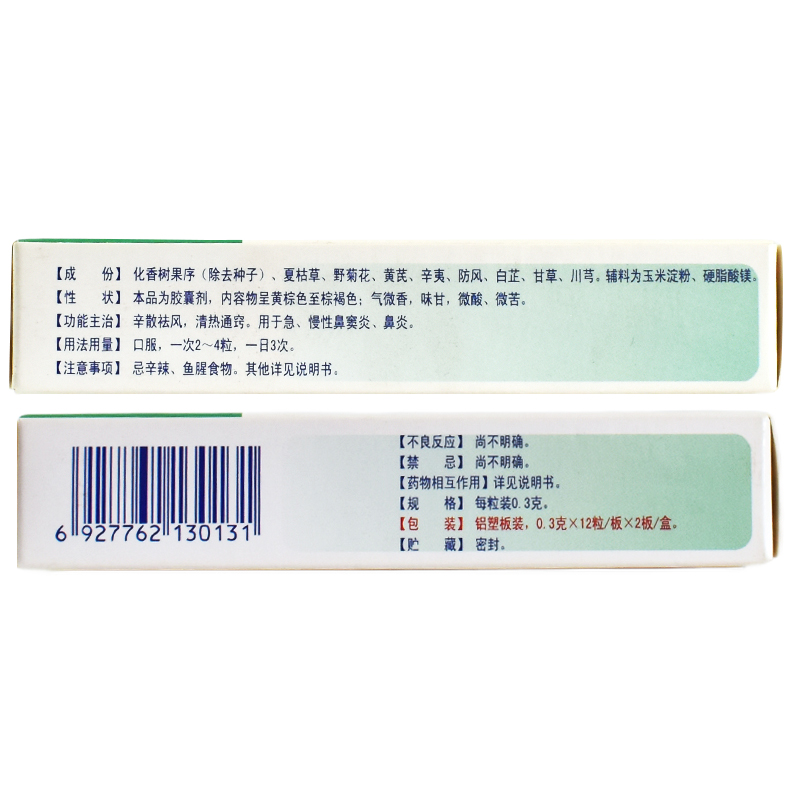 【成　份】化香树果序（除去种子）、夏枯草、野菊花、黄芪、辛夷、防风、白芷、甘草、川芎。辅料为玉米淀粉、硬脂酸镁。
【性　状】本品为胶囊剂，内容物呈黄棕色至棕褐色；气微香，味甘，微酸、微苦。
【功能主治】辛散祛风，清热通窍。用于急、慢性鼻窦炎、鼻炎。
【用法用量】口服，一次2～4粒，一日3次。
【注意事项】忌辛辣、鱼腥食物。其他详见说明书。
【不良反应】尚不明确。
【禁　忌】尚不明确。
【药物相互作用】详见说明书。
【规　格】每粒装0.3克。
【包　装】铝塑板装，0.3克×12粒/板×2板/盒。
【贮　藏】密封。
6 927762 130131